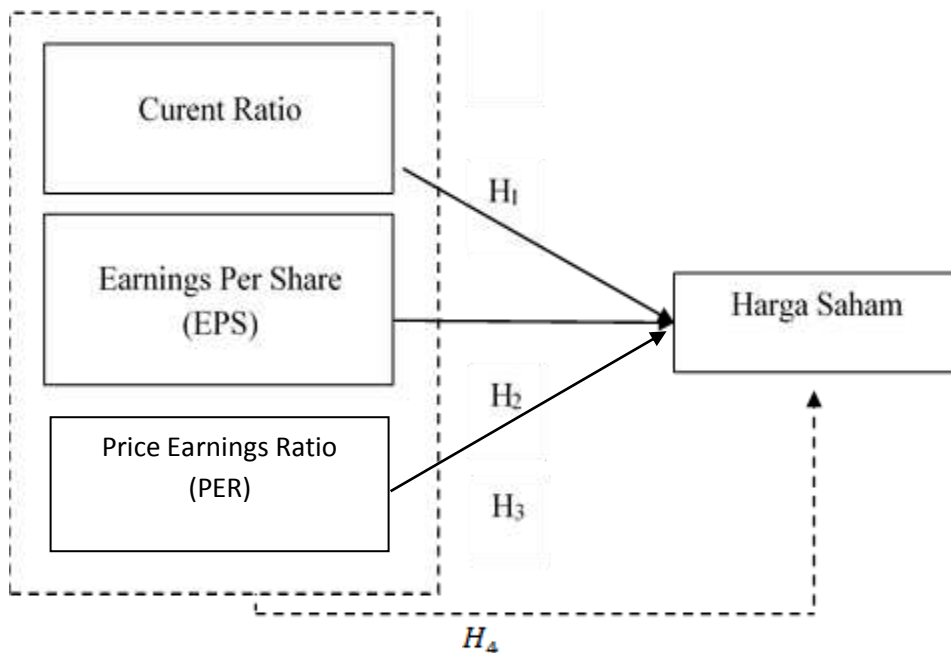 Curent Ratio
H₁
Earnings Per Share
(EPS)
Harga Saham
H₂
Price Earnings Ratio
(PER)
H₃
H₄